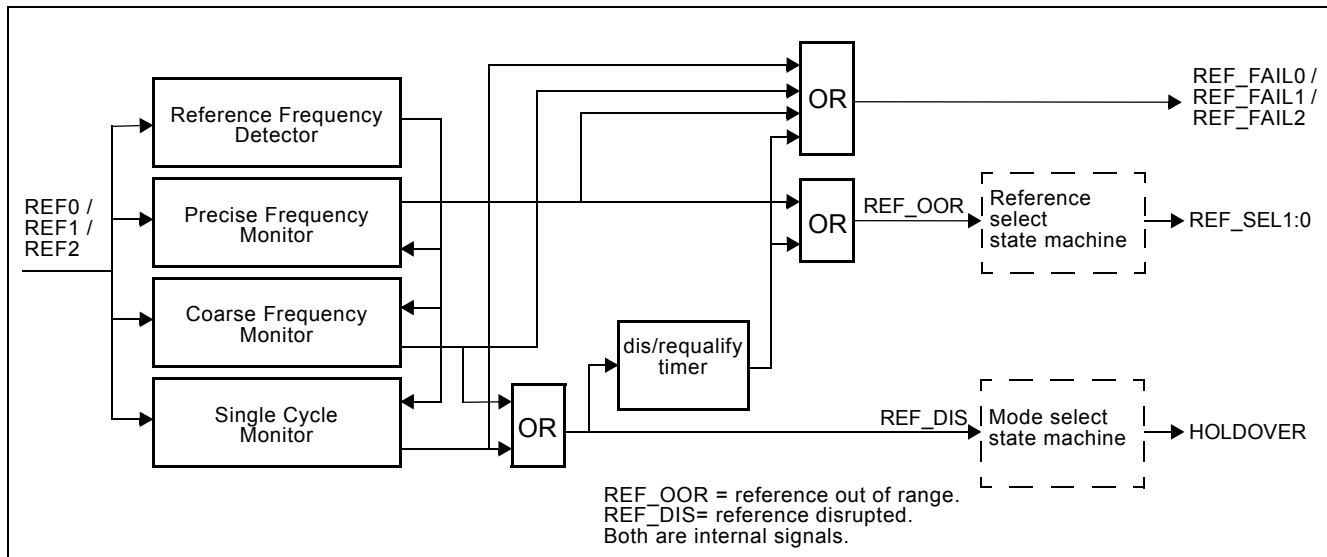 REF0 /
REF1 /
REF2
Reference Frequency
Detector
Precise Frequency
Monitor
Coarse Frequency
Monitor
Single Cycle
Monitor
OR
dis/requalify
timer
OR
REF_FAIL0 /
REF_FAIL1 /
REF_FAIL2
OR
REF_OOR
Reference
select
state machine
REF_SEL1:0
REF_DIS
Mode select
state machine
HOLDOVER
REF_OOR = reference out of range.
REF_DIS= reference disrupted.
Both are internal signals.